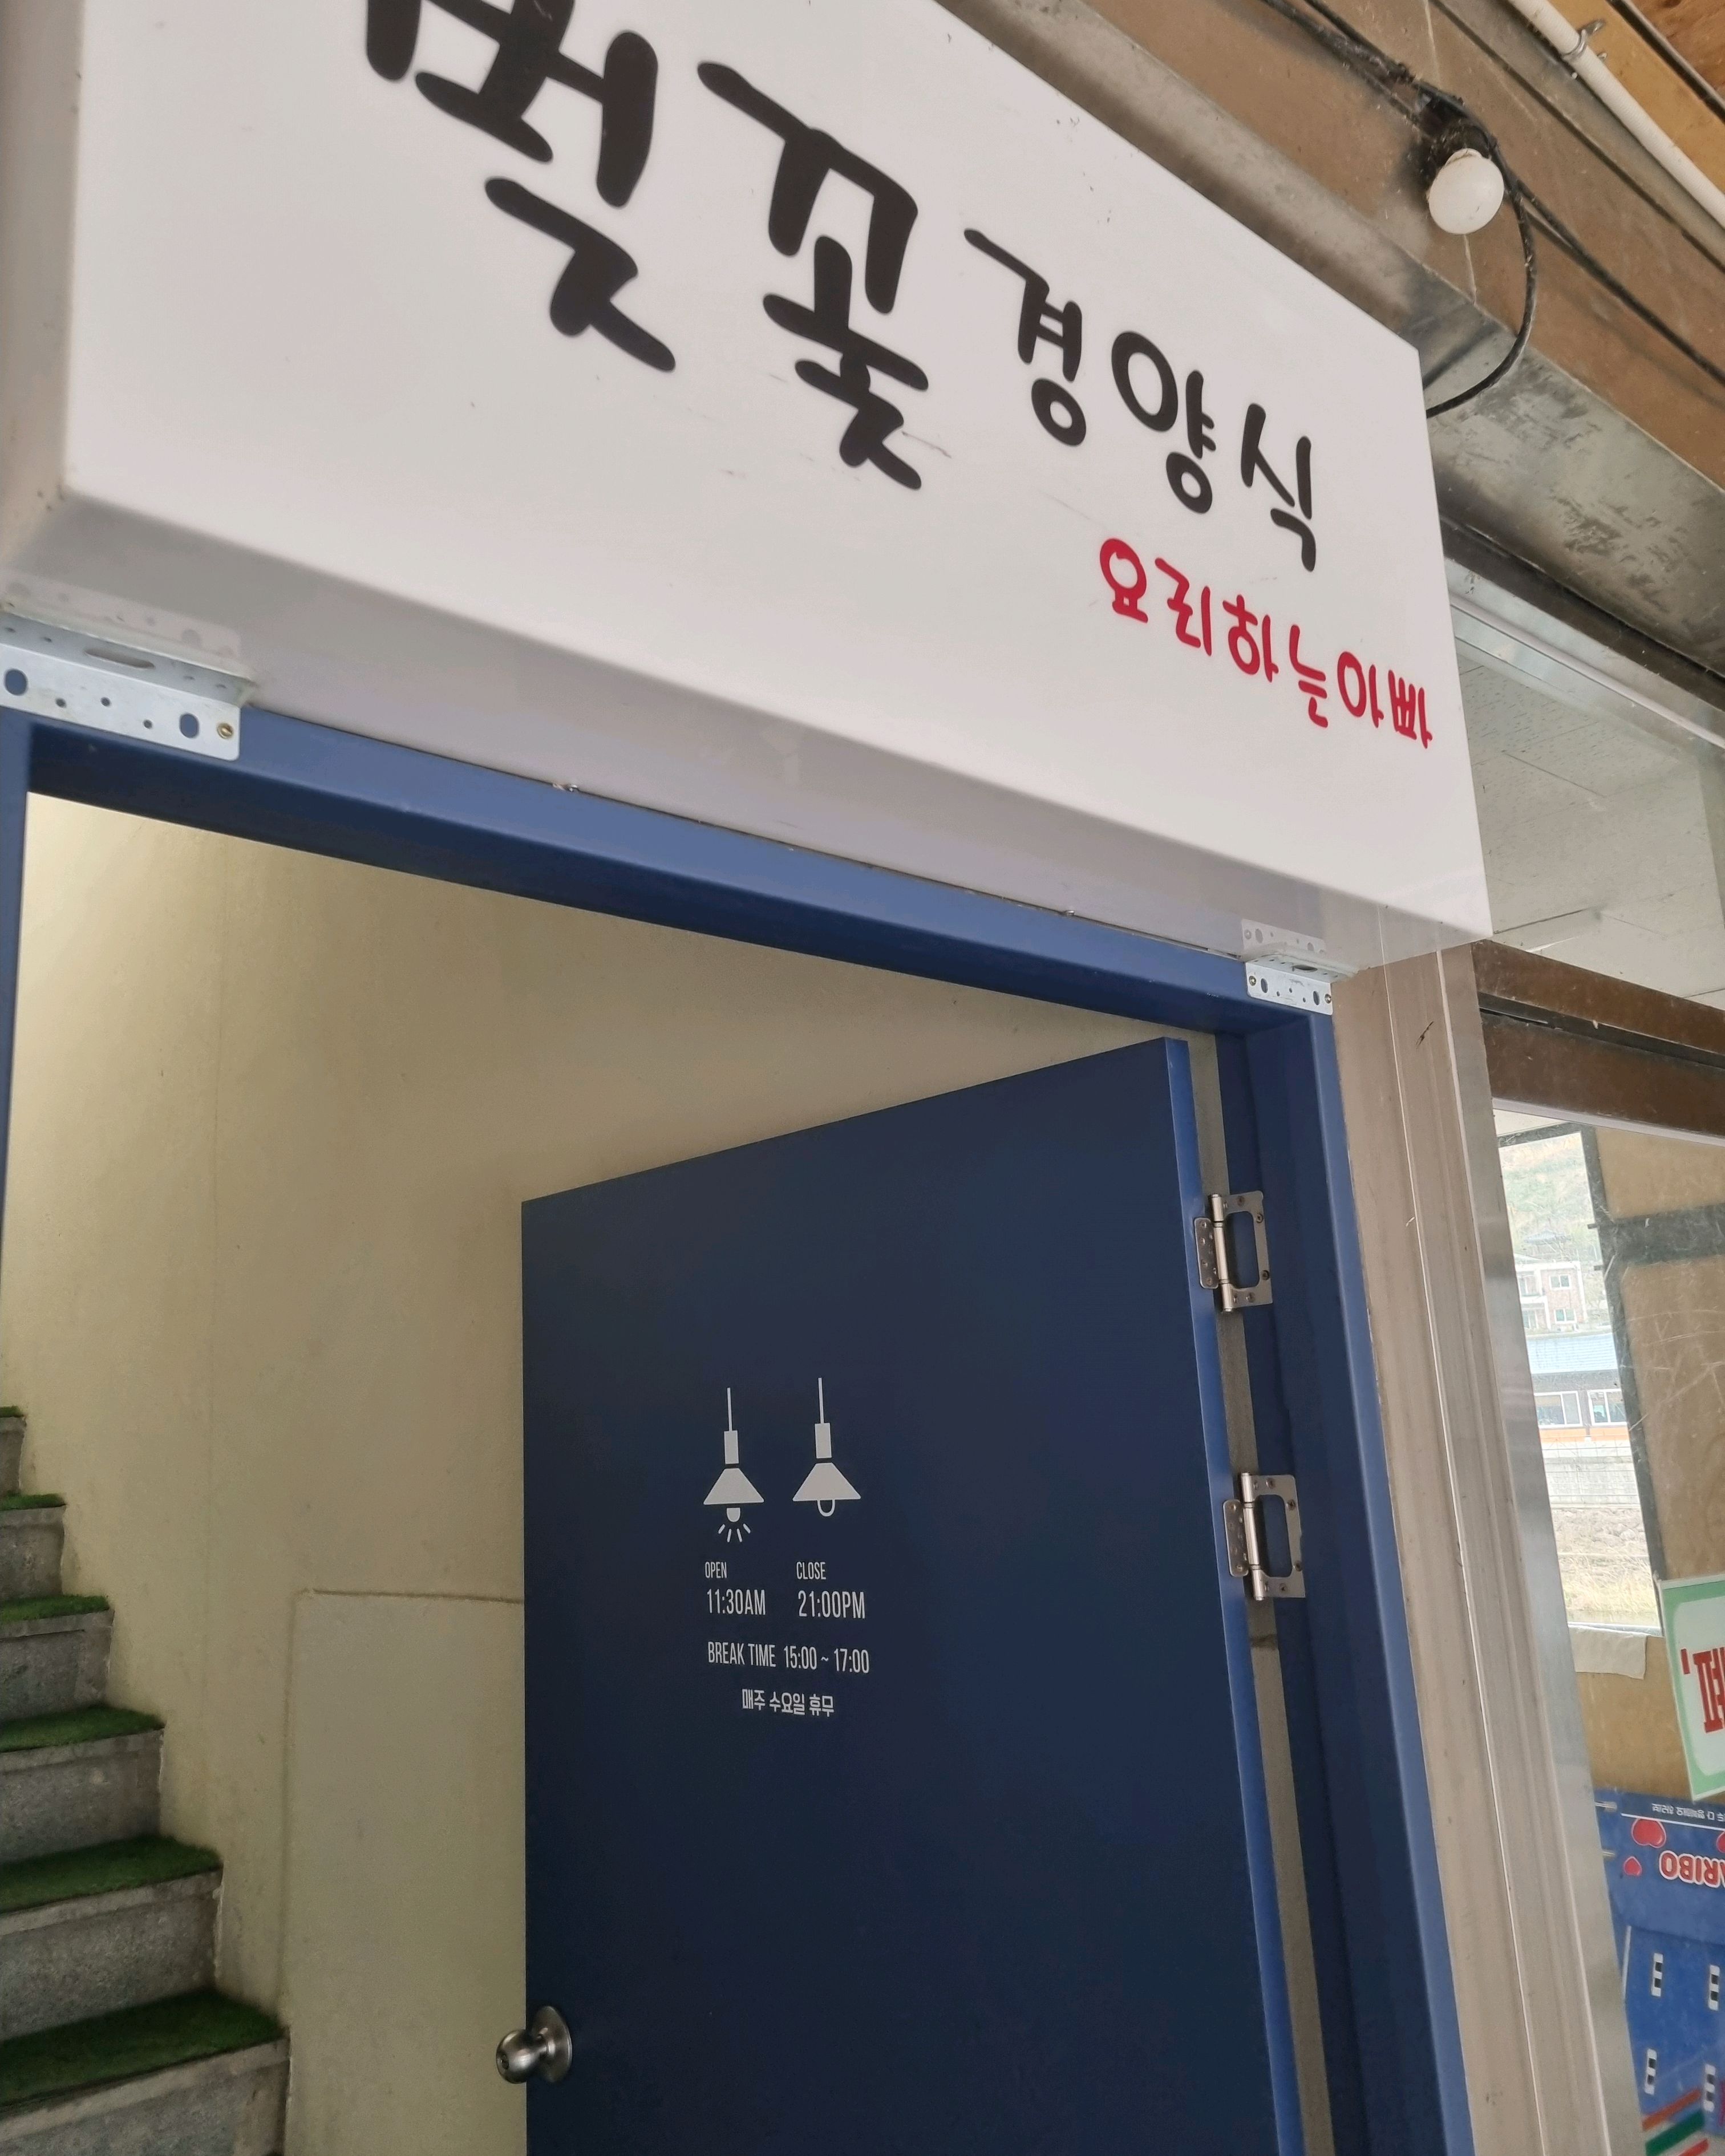 벚꽃경양식
요리하는아빠
OPEN CLOSE
11:30AM 21:00PM
BREAK TIME 15:00 ~ 17:00
매주 수요일 휴무